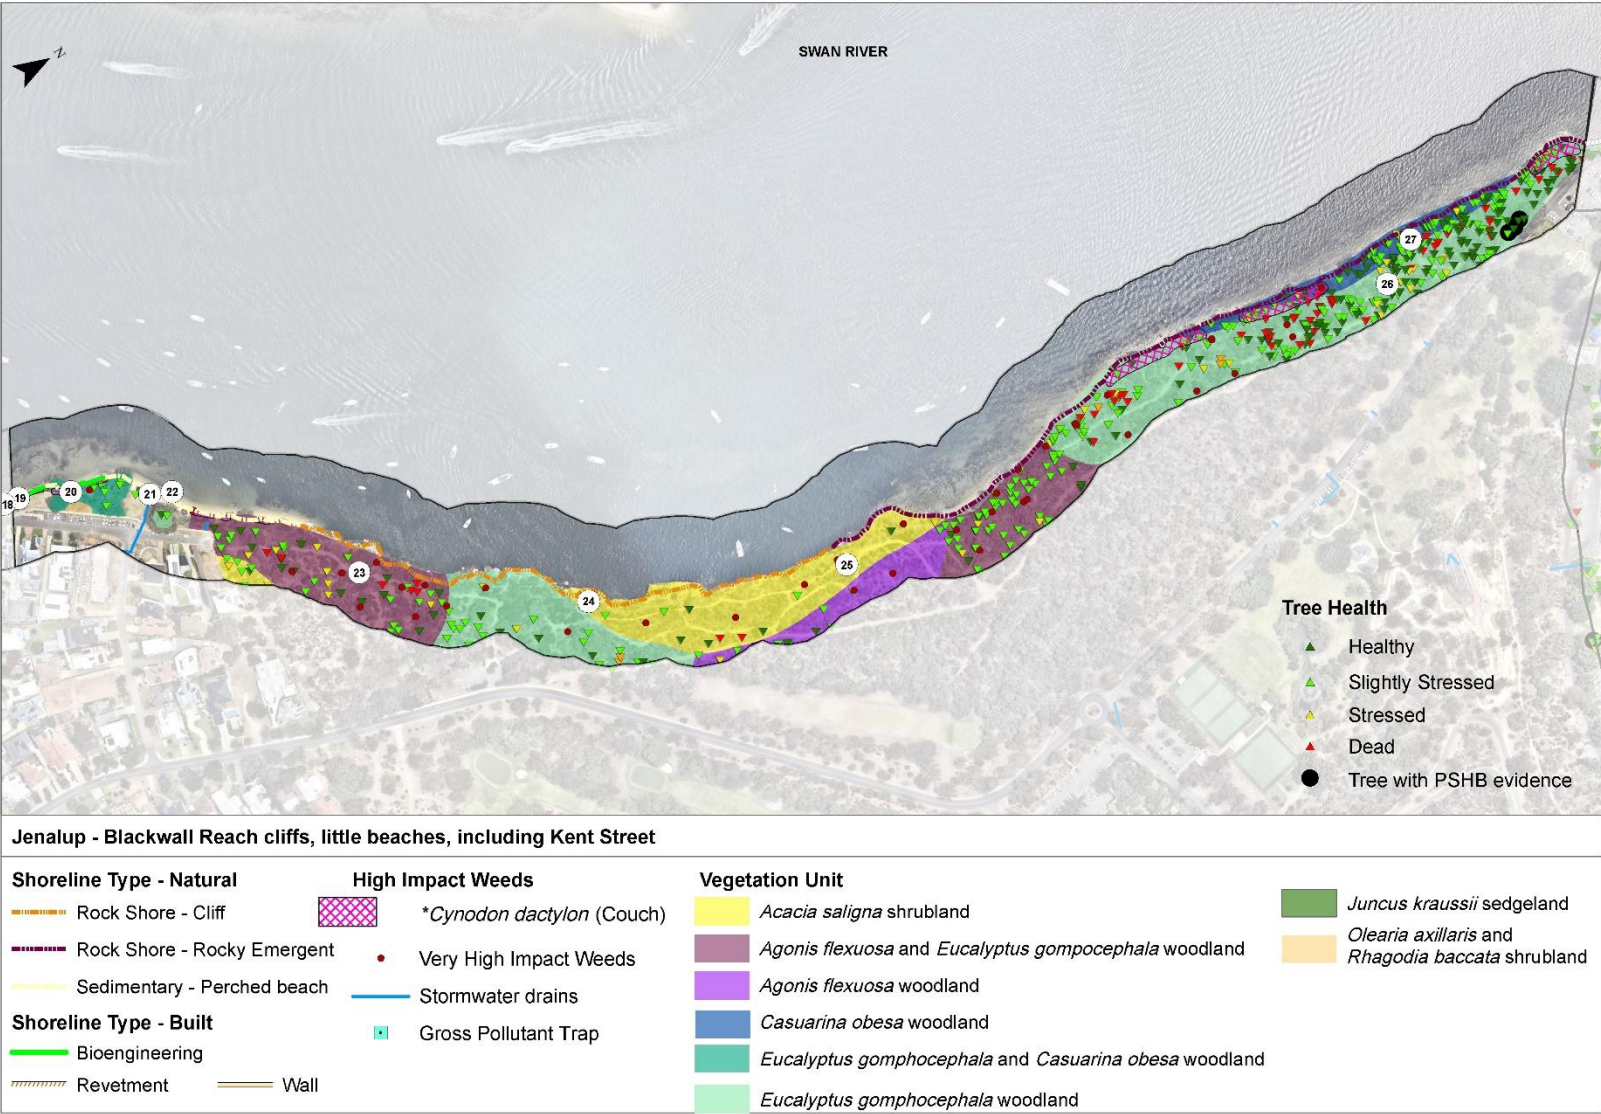 SWAN RIVER
N
27
26
19
18
20
21
22
23
24
25
Tree Health
Healthy
Slightly Stressed
Stressed
Dead
Tree with PSHB evidence
Jenalup - Blackwall Reach cliffs, little beaches, including Kent Street
Shoreline Type - Natural
Rock Shore - Cliff
Rock Shore - Rocky Emergent
Sedimentary - Perched beach
Shoreline Type - Built
Bioengineering
Revetment
Wall
High Impact Weeds
*Cynodon dactylon (Couch)
Very High Impact Weeds
Stormwater drains
Gross Pollutant Trap
Vegetation Unit
Acacia saligna shrubland
Agonis flexuosa and Eucalyptus gompocephala woodland
Agonis flexuosa woodland
Casuarina obesa woodland
Eucalyptus gomphocephala and Casuarina obesa woodland
Eucalyptus gomphocephala woodland
Juncus kraussii sedgeland
Olearia axillaris and
Rhagodia baccata shrubland